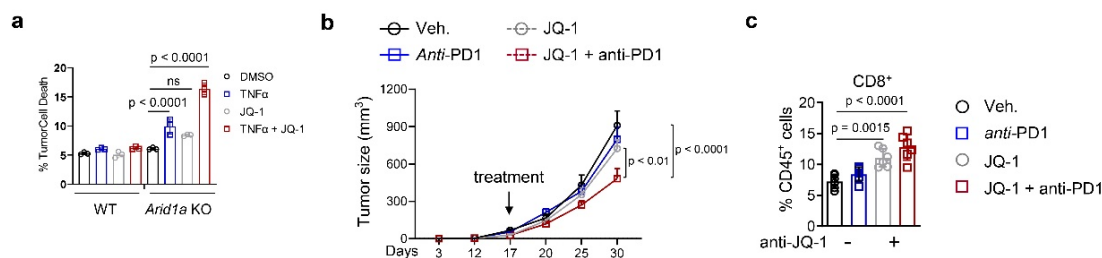 a
p < 0.0001
ns
p < 0.0001
% TumorCell Death
20
15
10
5
0
WT
Arid1a KO
DMSO
TNFα
JQ-1
TNFα + JQ-1
b
Veh.
JQ-1
Anti-PD1
JQ-1 + anti-PD1
Tumor size (mm³)
1200
900
600
300
0
treatment
p < 0.01
p < 0.0001
Days
3 12 17 20 25 30
c
CD8⁺
p < 0.0001
p = 0.0015
% CD45⁺ cells
20
15
10
5
0
anti-JQ-1 - +
Veh.
anti-PD1
JQ-1
JQ-1 + anti-PD1